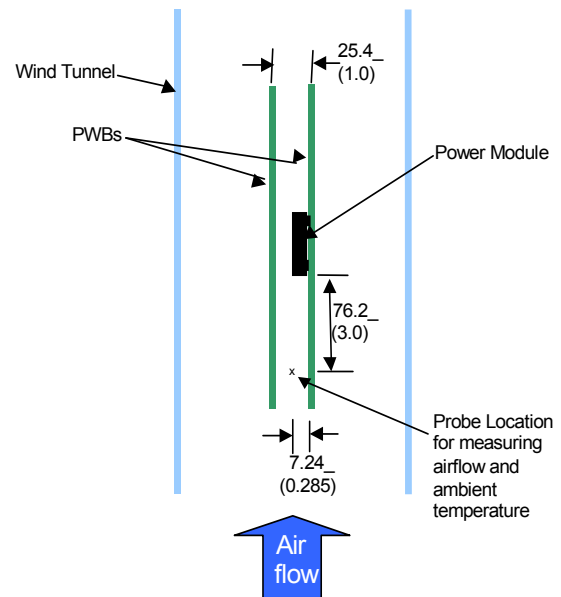 25.4_
(1.0)
Wind Tunnel
PWBs
Power Module
76.2_
(3.0)
x
Probe Location
for measuring
airflow and
ambient
temperature
7.24_
(0.285)
Air
flow